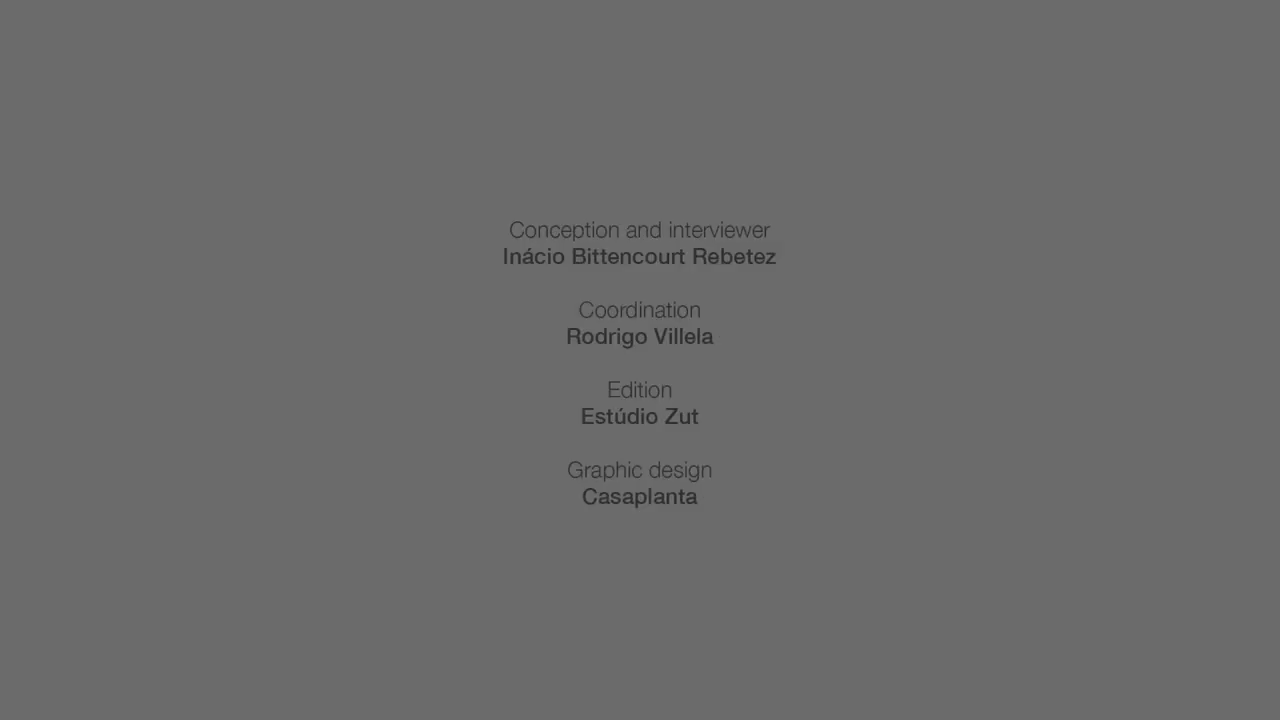 Conception and interviewer
Inácio Bittencourt Rebetez
Coordination
Rodrigo Villela
Edition
Estúdio Zut
Graphic design
Casaplanta